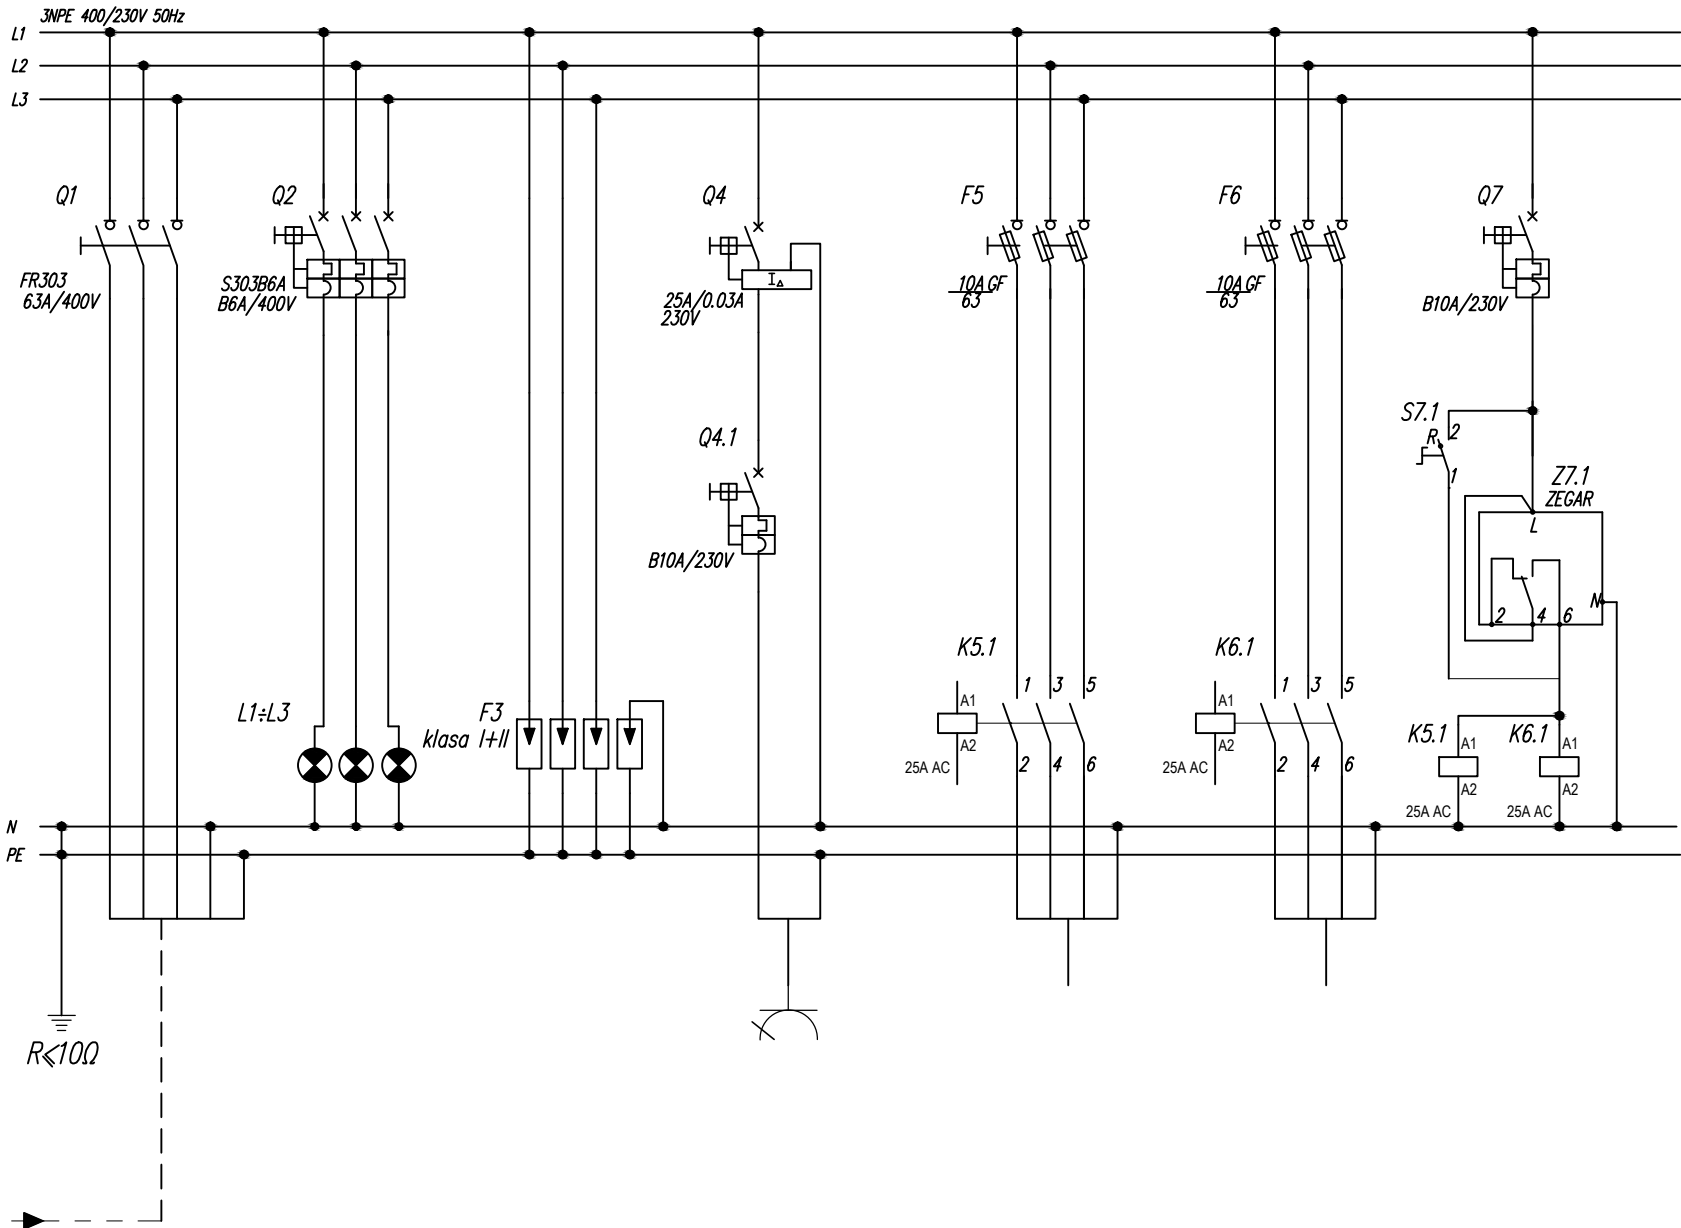 3NPE 400/230V 50Hz
L1
L2
L3
Q1
FR303
63A/400V
Q2
S303B6A
B6A/400V
Q4
I△
25A/0.03A
230V
F5
10A GF
63
F6
10A GF
63
Q7
B10A/230V
Q4.1
B10A/230V
S7.1
R
2
1
Z7.1
ZEGAR
L
2
4
6
N
K5.1
1
3
5
A1
A2
25A AC
2
4
6
K6.1
1
3
5
A1
A2
25A AC
2
4
6
L1÷L3
F3
klasa I+II
K5.1
A1
A2
25A AC
K6.1
A1
A2
25A AC
N
PE
R⩽10Ω